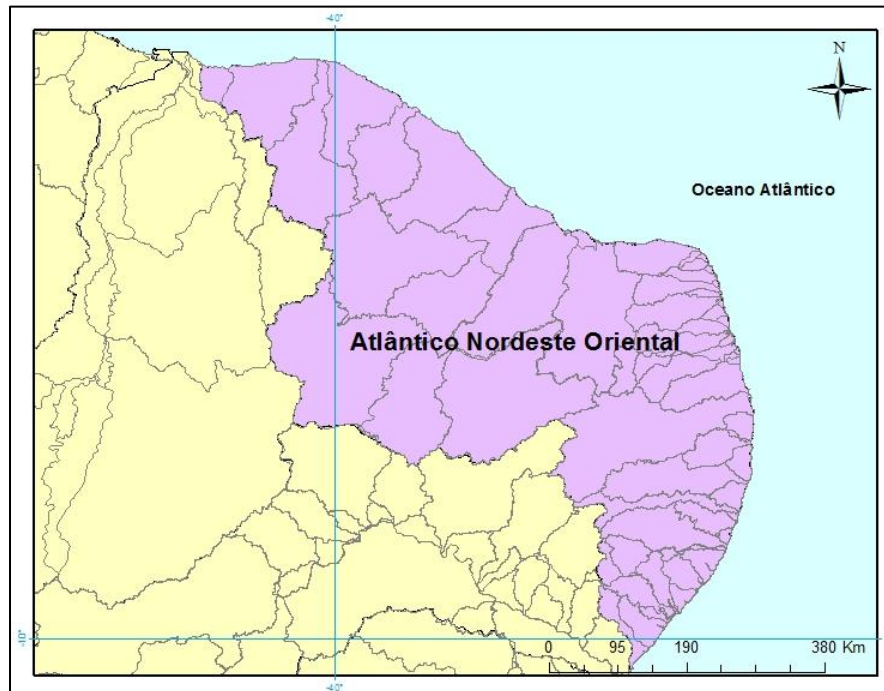 -40°
N
Oceano Atlântico
Atlântico Nordeste Oriental
-10°
0 95 190 380 Km
-40°